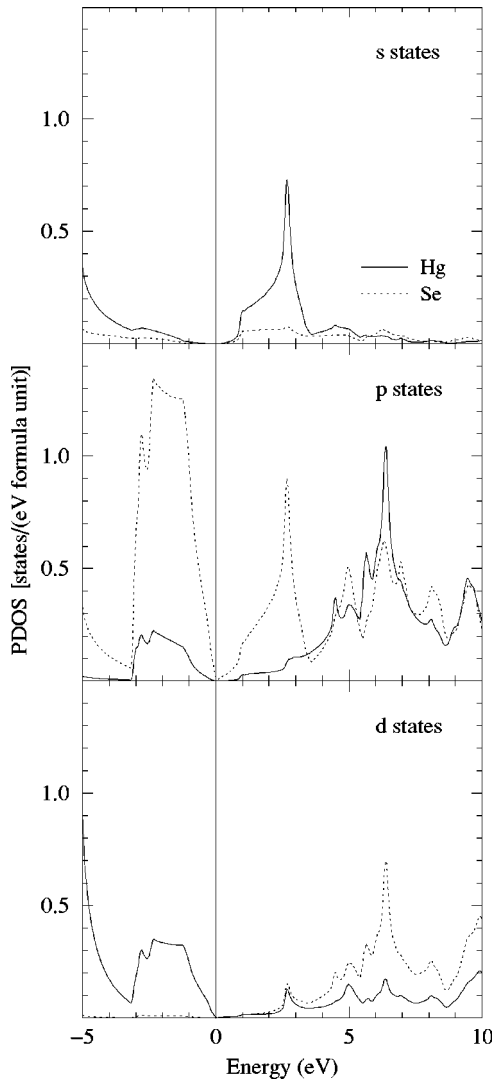 s states
1.0
0.5
Hg
Se
PDOS [states/(eV formula unit)]
p states
1.0
0.5
d states
1.0
0.5
−5 0 5 10
Energy (eV)